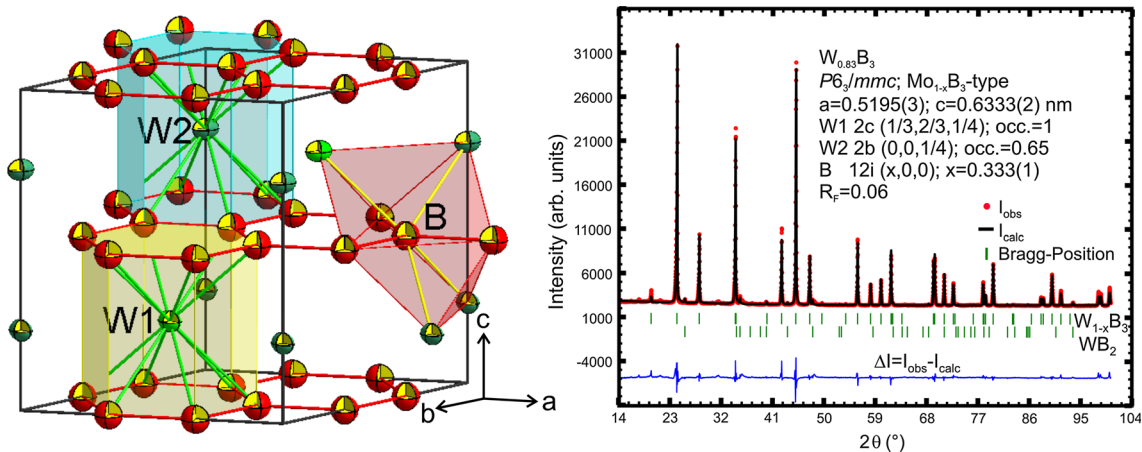 W2
B
W1
c
b
a
Intensity (arb. units)
31000
26000
21000
16000
11000
6000
1000
-4000
W0.83B3
P63/mmc; Mo1-xB3-type
a=0.5195(3); c=0.6333(2) nm
W1 2c (1/3,2/3,1/4); occ.=1
W2 2b (0,0,1/4); occ.=0.65
B 12i (x,0,0); x=0.333(1)
RF=0.06
Iobs
Icalc
Bragg-Position
W1-xB3
WB2
ΔI=Iobs-Icalc
14 23 32 41 50 59 68 77 86 95 104
2θ (°)